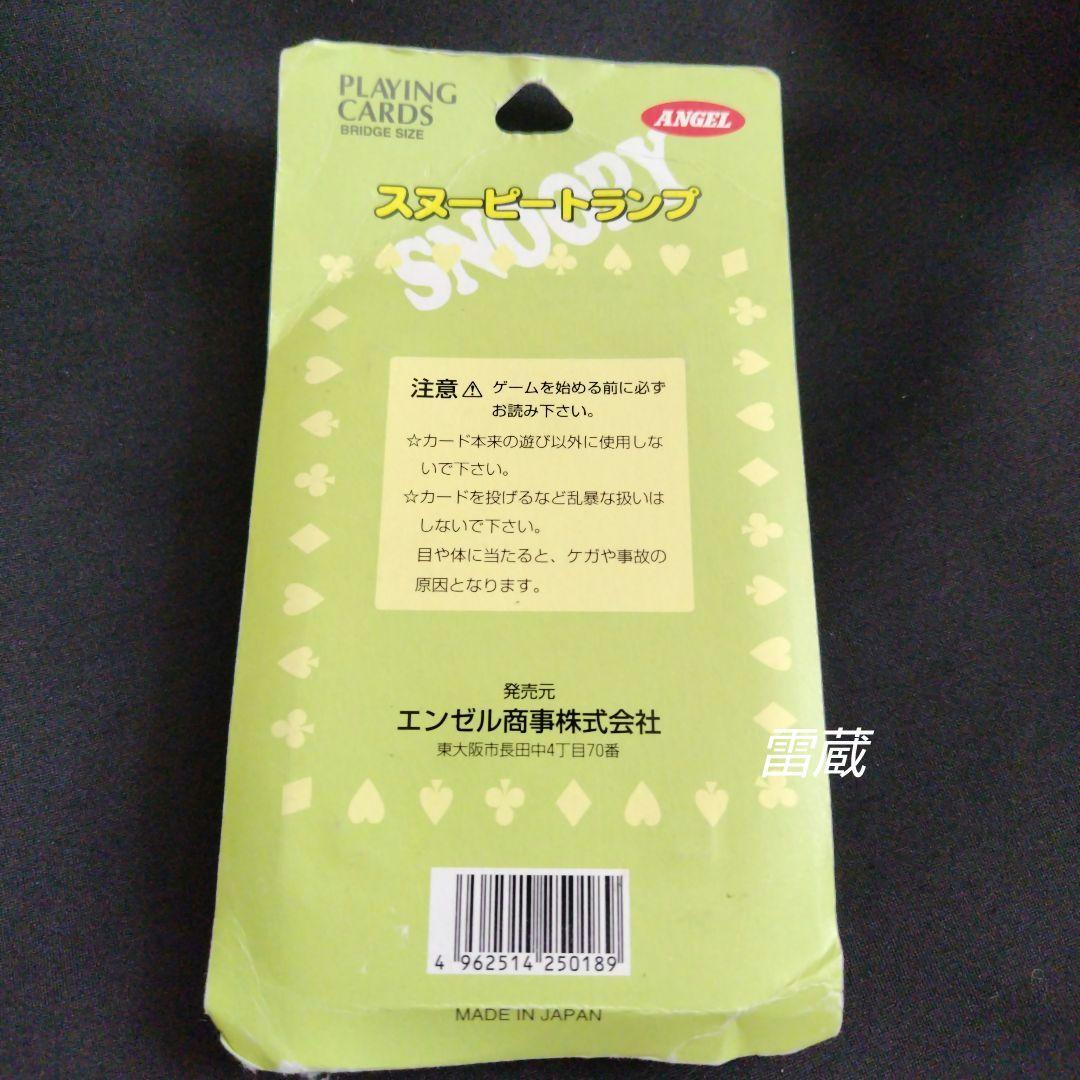 PLAYING
CARDS
BRIDGE SIZE
ANGEL
スヌーピートランプ
SNOOPY
注意⚠ ゲームを始める前に必ず
お読み下さい。
☆カード本来の遊び以外に使用しな
いで下さい。
☆カードを投げるなど乱暴な扱いは
しないで下さい。
目や体に当たると、ケガや事故の
原因となります。
発売元
エンゼル商事株式会社
東大阪市長田中4丁目70番
雷蔵
4 962514 250189
MADE IN JAPAN